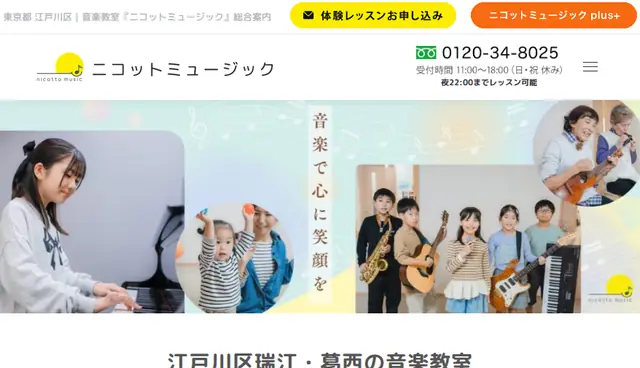 東京都 江戸川区｜音楽教室『ニコットミュージック』総合案内
体験レッスンお申し込み
ニコットミュージック plus+
nicotto music
ニコットミュージック
0120-34-8025
受付時間 11:00～18:00 (日・祝 休み)
夜22:00までレッスン可能
音楽で心に笑顔を
nicotto music
江戸川区瑞江・葛西の音楽教室